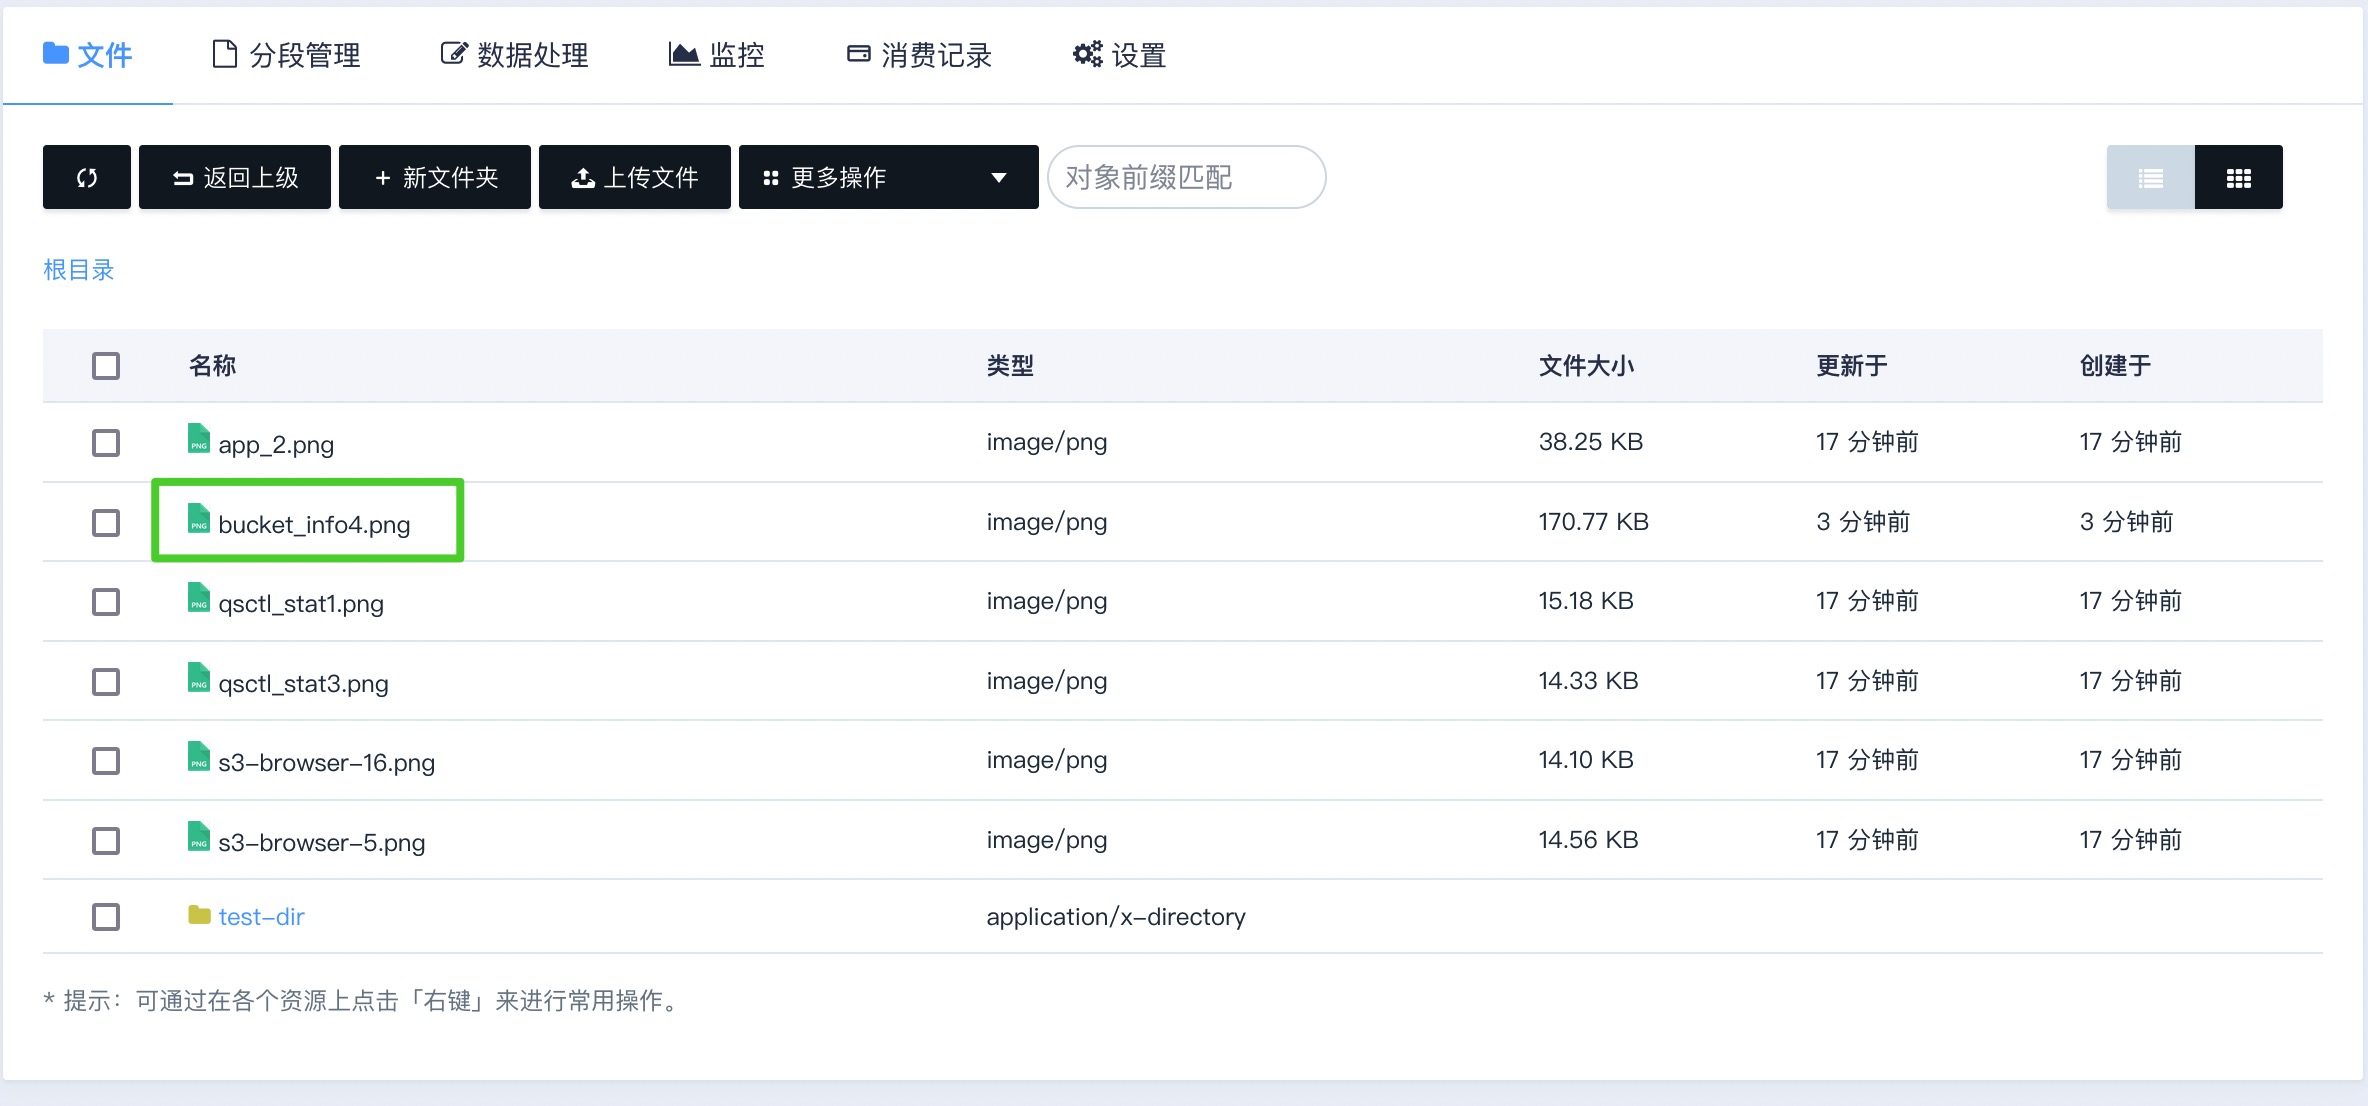 文件 分段管理 数据处理 监控 消费记录 设置
返回上级 + 新文件夹 上传文件 更多操作 对象前缀匹配
根目录
名称 类型 文件大小 更新于 创建于
PNG app_2.png image/png 38.25 KB 17 分钟前 17 分钟前
PNG bucket_info4.png image/png 170.77 KB 3 分钟前 3 分钟前
PNG qsctl_stat1.png image/png 15.18 KB 17 分钟前 17 分钟前
PNG qsctl_stat3.png image/png 14.33 KB 17 分钟前 17 分钟前
PNG s3-browser-16.png image/png 14.10 KB 17 分钟前 17 分钟前
PNG s3-browser-5.png image/png 14.56 KB 17 分钟前 17 分钟前
test-dir application/x-directory
* 提示：可通过在各个资源上点击「右键」来进行常用操作。